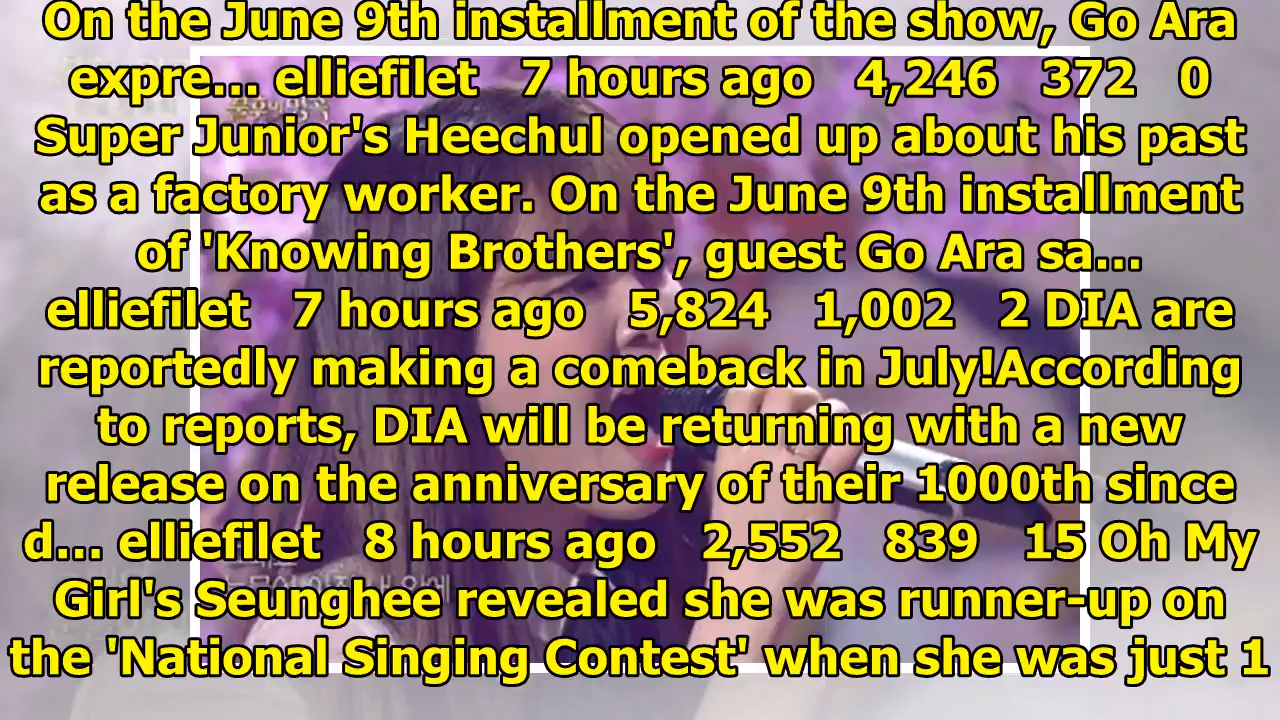 On the June 9th installment of the show, Go Ara
expre... elliefilet 7 hours ago 4,246 372 0
Super Junior's Heechul opened up about his past
as a factory worker. On the June 9th installment
of 'Knowing Brothers', guest Go Ara sa...
elliefilet 7 hours ago 5,824 1,002 2 DIA are
reportedly making a comeback in July!According
to reports, DIA will be returning with a new
release on the anniversary of their 1000th since
d... elliefilet 8 hours ago 2,552 839 15 Oh My
Girl's Seunghee revealed she was runner-up on
the 'National Singing Contest' when she was just 1